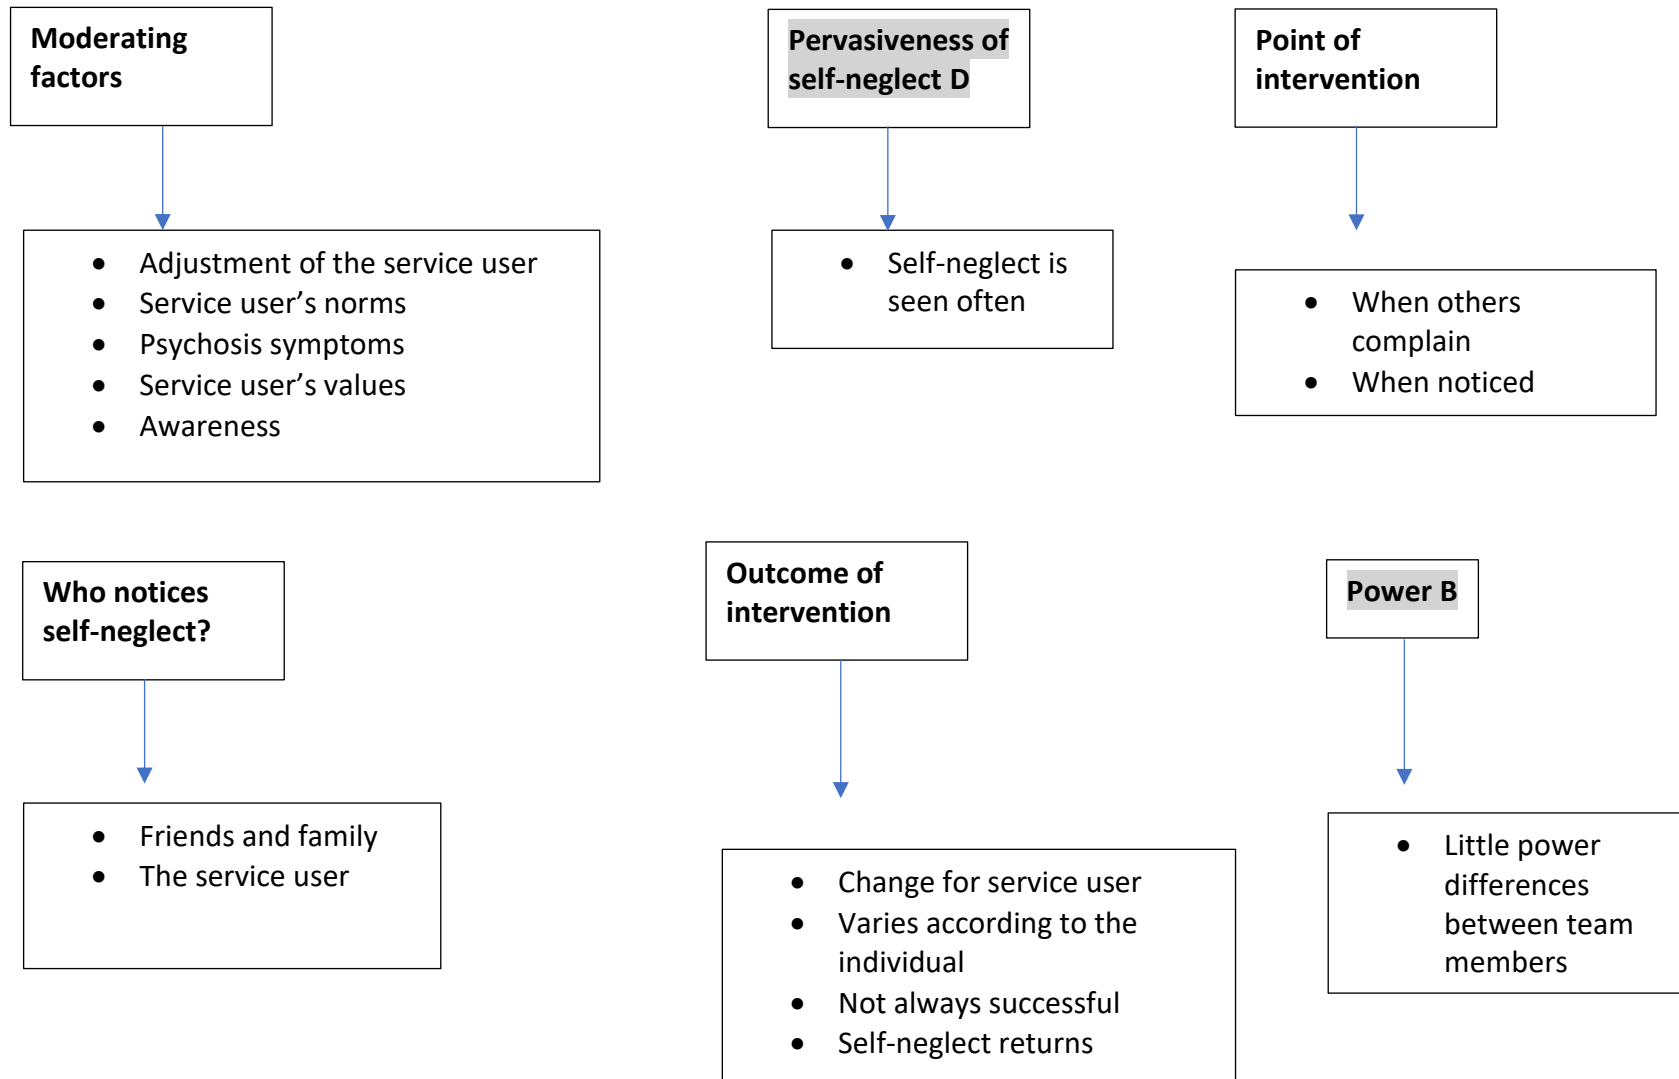 Moderating
factors
• Adjustment of the service user
• Service user’s norms
• Psychosis symptoms
• Service user’s values
• Awareness
Pervasiveness of
self-neglect D
• Self-neglect is
seen often
Point of
intervention
• When others
complain
• When noticed
Who notices
self-neglect?
• Friends and family
• The service user
Outcome of
intervention
• Change for service user
• Varies according to the
individual
• Not always successful
• Self-neglect returns
Power B
• Little power
differences
between team
members